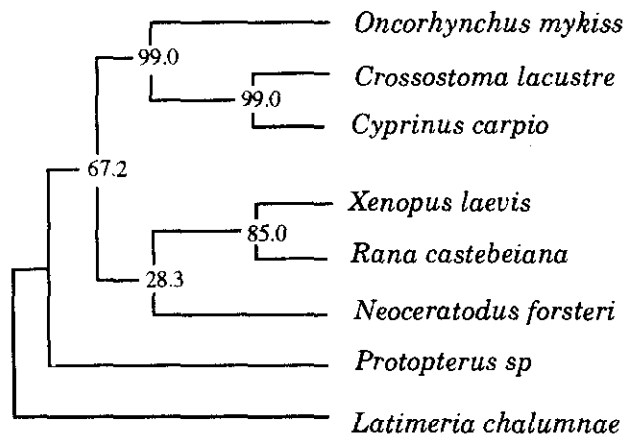 Oncorhynchus mykiss
99.0
Crossostoma lacustre
99.0
Cyprinus carpio
67.2
Xenopus laevis
85.0
Rana castebeiana
28.3
Neoceratodus forsteri
Protopterus sp
Latimeria chalumnae